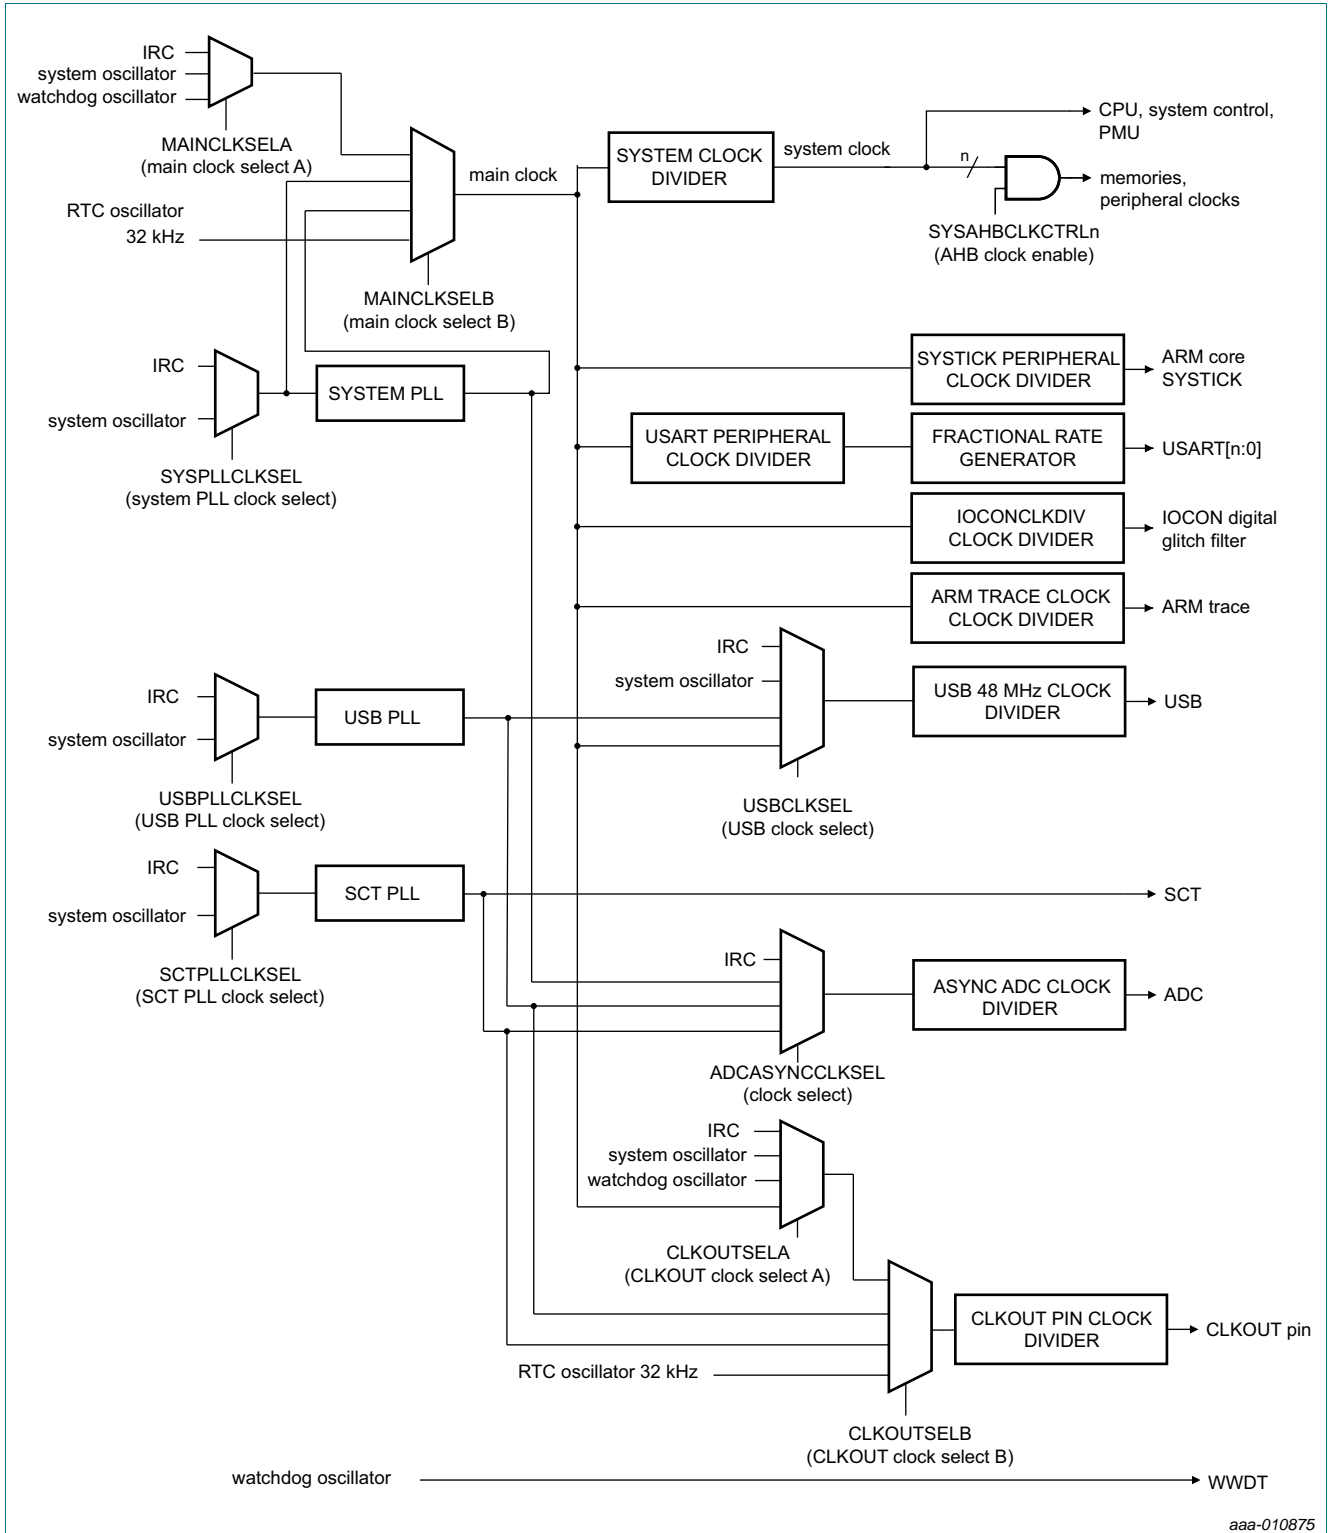 IRC
system oscillator
watchdog oscillator
MAINCLKSELA
(main clock select A)
RTC oscillator
32 kHz
main clock
MAINCLKSELB
(main clock select B)
SYSTEM CLOCK
DIVIDER
system clock
n
CPU, system control,
PMU
memories,
peripheral clocks
SYSAHBCLKCTRLn
(AHB clock enable)
IRC
system oscillator
SYSTEM PLL
SYSPLLCLKSEL
(system PLL clock select)
SYSTICK PERIPHERAL
CLOCK DIVIDER
ARM core
SYSTICK
USART PERIPHERAL
CLOCK DIVIDER
FRACTIONAL RATE
GENERATOR
USART[n:0]
IOCONCLKDIV
CLOCK DIVIDER
IOCON digital
glitch filter
ARM TRACE CLOCK
CLOCK DIVIDER
ARM trace
IRC
system oscillator
USB PLL
USBPLLCLKSEL
(USB PLL clock select)
IRC
system oscillator
USBCLKSEL
(USB clock select)
USB 48 MHz CLOCK
DIVIDER
USB
IRC
system oscillator
SCT PLL
SCTPLLCLKSEL
(SCT PLL clock select)
SCT
IRC
ADCASYNCCLKSEL
(clock select)
ASYNC ADC CLOCK
DIVIDER
ADC
IRC
system oscillator
watchdog oscillator
CLKOUTSELA
(CLKOUT clock select A)
RTC oscillator 32 kHz
CLKOUT PIN CLOCK
DIVIDER
CLKOUT pin
CLKOUTSELB
(CLKOUT clock select B)
watchdog oscillator
WWDT
aaa-010875